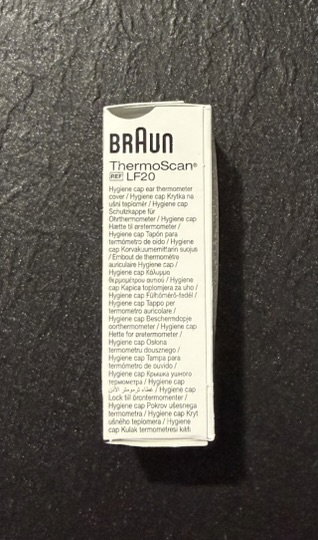 BRAUN
ThermoScan®
REF LF20
Hygiene cap ear thermometer
cover / Hygiene cap Krytka na
ušní teploměr / Hygiene cap
Schutzkappe für
Ohrthermometer / Hygiene cap
Hætte til øretermometer /
Hygiene cap Tapón para
termómetro de oído / Hygiene
cap Korvakuumemittarin suojus
/ Embout de thermomètre
auriculaire Hygiene cap /
Hygiene cap Κάλυμμα
θερμομέτρου αυτιού / Hygiene
cap Kapica toplomjera za uho /
Hygiene cap Fülhőmérő-fedél /
Hygiene cap Tappo per
termometro auricolare /
Hygiene cap Beschermdopje
oorthermometer / Hygiene cap
Hette for øretermometer /
Hygiene cap Osłona
termometru dousznego /
Hygiene cap Tampa para
termómetro de ouvido /
Hygiene cap Крышка ушного
термометра / Hygiene cap
غطاء ترمومتر الأذن / Hygiene cap
Lock till örontermometer /
Hygiene cap Pokrov ušesnega
termometra / Hygiene cap Kryt
ušného teplomera / Hygiene
cap Kulak termometresi kılıfı